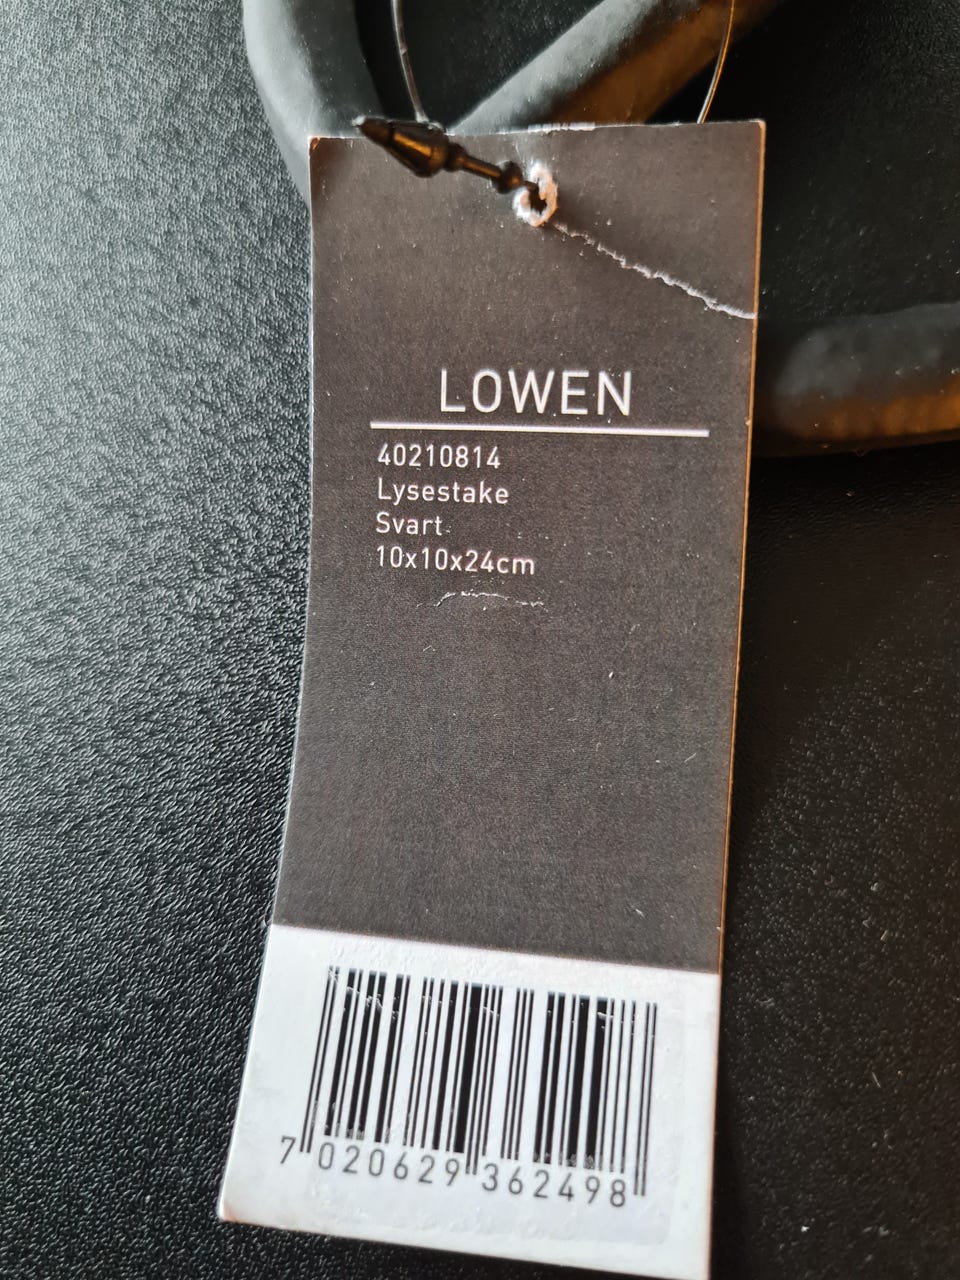 LOWEN
40210814
Lysestake
Svart
10x10x24cm
7 020629 362498